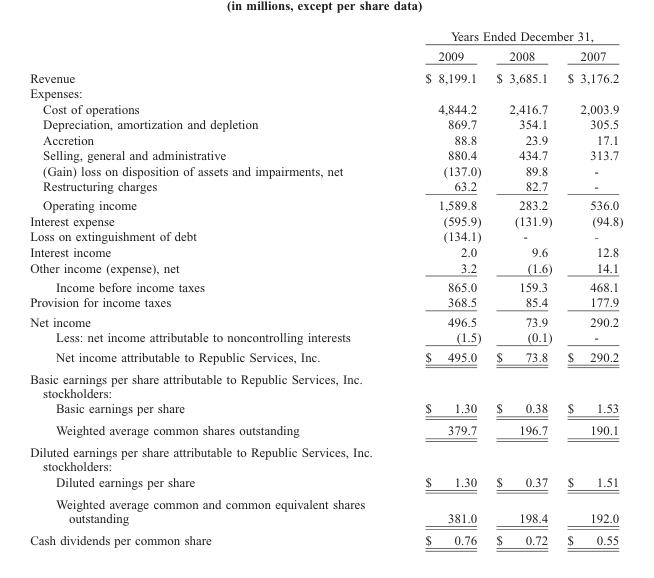 (in millions, except per share data)
Years Ended December 31,
2009 2008 2007
Revenue $ 8,199.1 $ 3,685.1 $ 3,176.2
Expenses:
Cost of operations 4,844.2 2,416.7 2,003.9
Depreciation, amortization and depletion 869.7 354.1 305.5
Accretion 88.8 23.9 17.1
Selling, general and administrative 880.4 434.7 313.7
(Gain) loss on disposition of assets and impairments, net (137.0) 89.8 -
Restructuring charges 63.2 82.7 -
Operating income 1,589.8 283.2 536.0
Interest expense (595.9) (131.9) (94.8)
Loss on extinguishment of debt (134.1) - -
Interest income 2.0 9.6 12.8
Other income (expense), net 3.2 (1.6) 14.1
Income before income taxes 865.0 159.3 468.1
Provision for income taxes 368.5 85.4 177.9
Net income 496.5 73.9 290.2
Less: net income attributable to noncontrolling interests (1.5) (0.1) -
Net income attributable to Republic Services, Inc. $ 495.0 $ 73.8 $ 290.2
Basic earnings per share attributable to Republic Services, Inc.
stockholders:
Basic earnings per share $ 1.30 $ 0.38 $ 1.53
Weighted average common shares outstanding 379.7 196.7 190.1
Diluted earnings per share attributable to Republic Services, Inc.
stockholders:
Diluted earnings per share $ 1.30 $ 0.37 $ 1.51
Weighted average common and common equivalent shares
outstanding 381.0 198.4 192.0
Cash dividends per common share $ 0.76 $ 0.72 $ 0.55